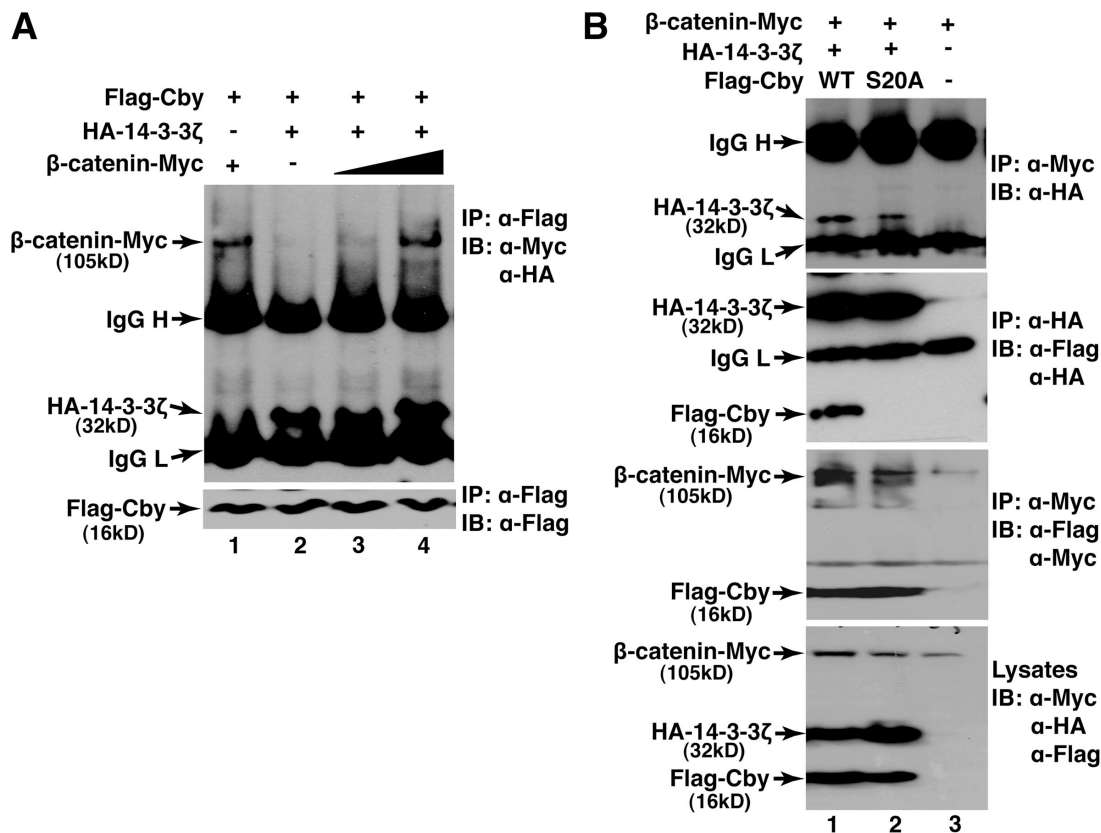 A
Flag-Cby + + + +
HA-14-3-3ζ - + + +
β-catenin-Myc + -
β-catenin-Myc
(105kD)
IgG H
HA-14-3-3ζ
(32kD)
IgG L
IP: α-Flag
IB: α-Myc
α-HA
Flag-Cby
(16kD)
IP: α-Flag
IB: α-Flag
1 2 3 4
B
β-catenin-Myc + + +
HA-14-3-3ζ + + -
Flag-Cby WT S20A -
IgG H
HA-14-3-3ζ
(32kD)
IgG L
IP: α-Myc
IB: α-HA
HA-14-3-3ζ
(32kD)
IgG L
Flag-Cby
(16kD)
IP: α-HA
IB: α-Flag
α-HA
β-catenin-Myc
(105kD)
Flag-Cby
(16kD)
IP: α-Myc
IB: α-Flag
α-Myc
β-catenin-Myc
(105kD)
HA-14-3-3ζ
(32kD)
Flag-Cby
(16kD)
Lysates
IB: α-Myc
α-HA
α-Flag
1 2 3